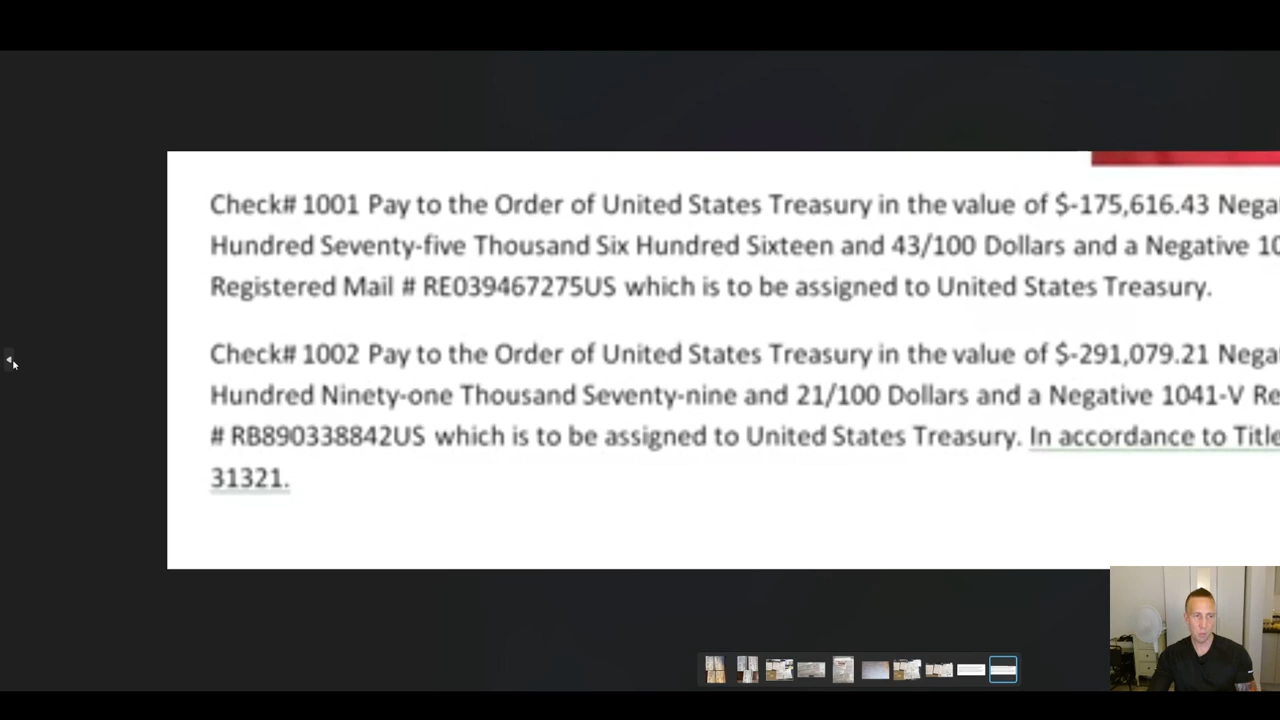 Check# 1001 Pay to the Order of United States Treasury in the value of $-175,616.43
Hundred Seventy-five Thousand Six Hundred Sixteen and 43/100 Dollars and a Negative
Registered Mail # RE039467275US which is to be assigned to United States Treasury.
Check# 1002 Pay to the Order of United States Treasury in the value of $-291,079.21
Hundred Ninety-one Thousand Seventy-nine and 21/100 Dollars and a Negative 1041-V
# RB890338842US which is to be assigned to United States Treasury. In accordance to Title
31321.